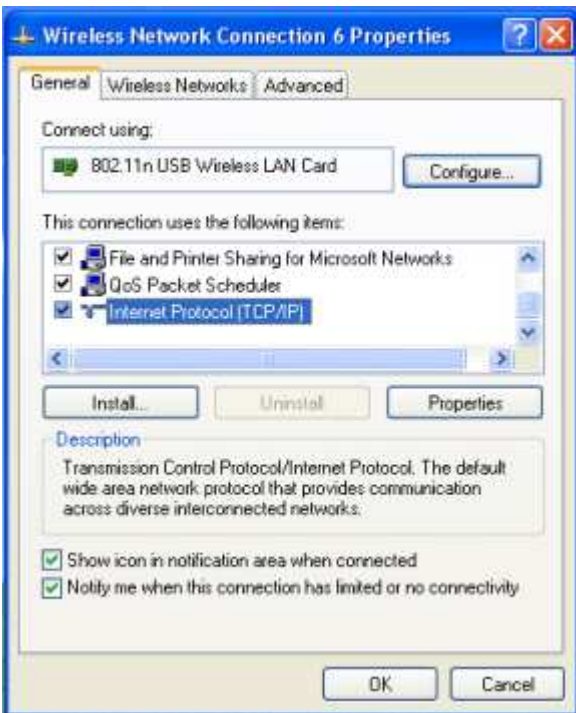 Wireless Network Connection 6 Properties
General Wireless Networks Advanced
Connect using:
802.11n USB Wireless LAN Card Configure...
This connection uses the following items:
File and Printer Sharing for Microsoft Networks
QoS Packet Scheduler
Internet Protocol (TCP/IP)
Install... Uninstall Properties
Description
Transmission Control Protocol/Internet Protocol. The default
wide area network protocol that provides communication
across diverse interconnected networks.
Show icon in notification area when connected
Notify me when this connection has limited or no connectivity
OK Cancel